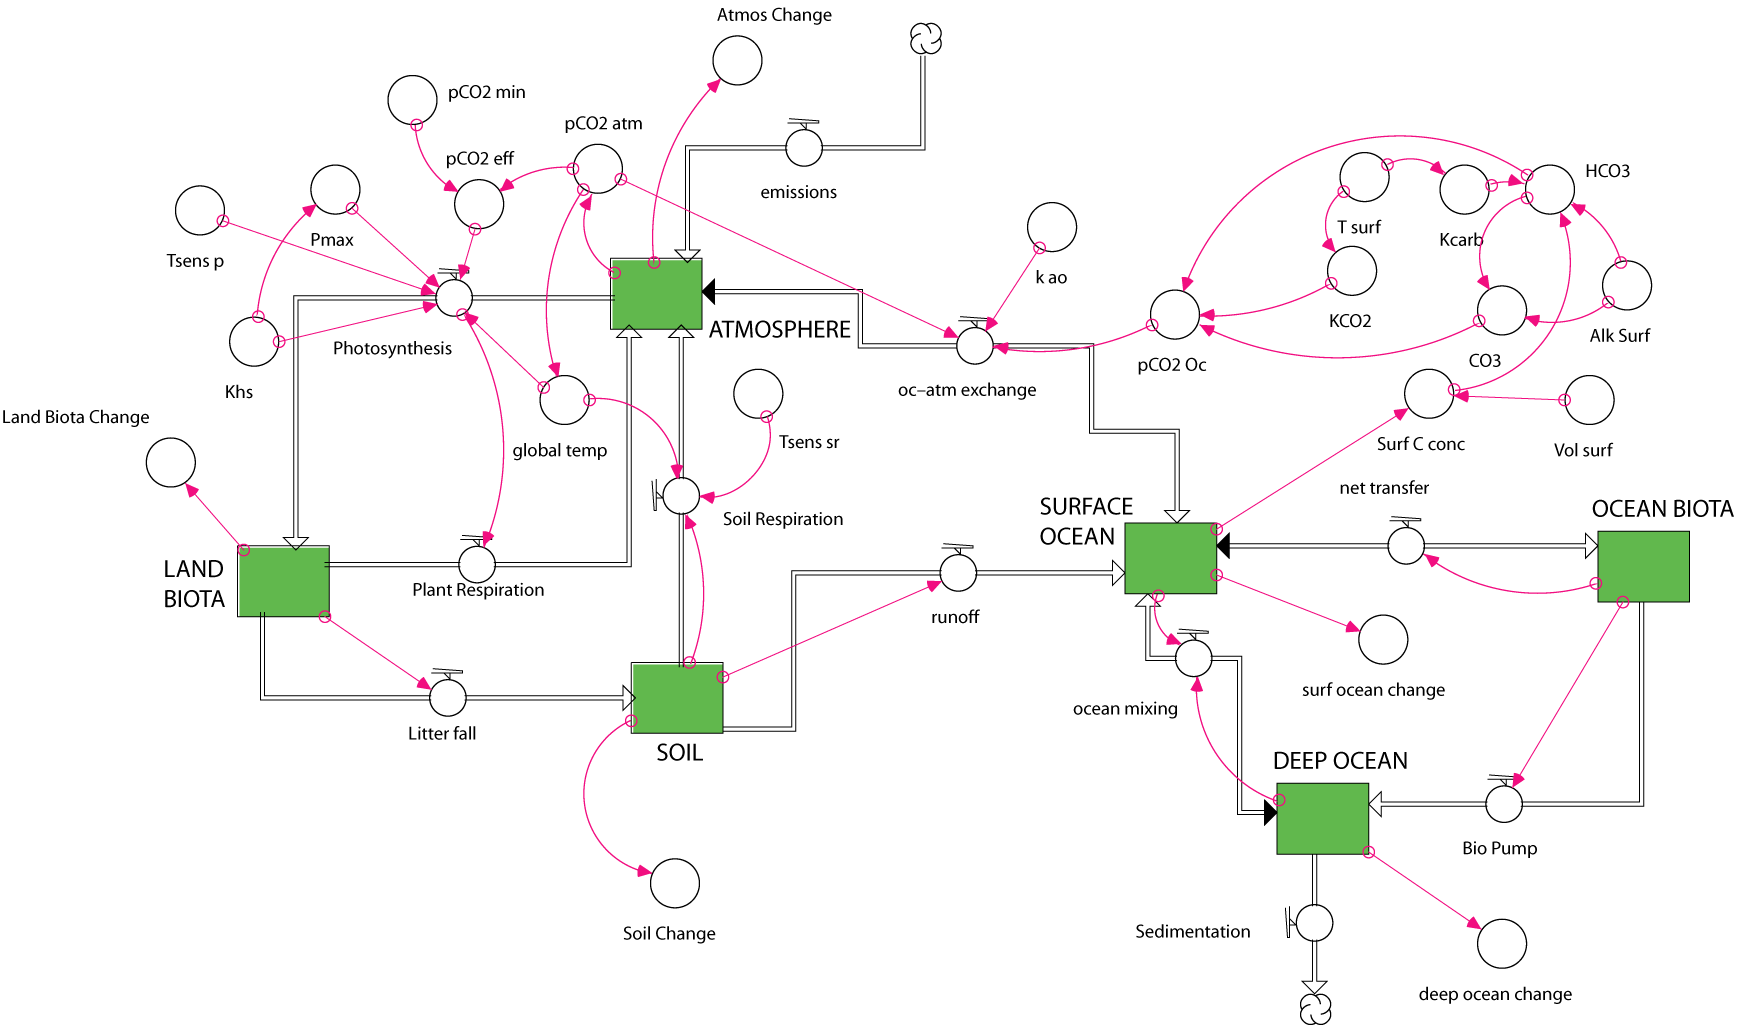 Atmos Change
pCO2 min
pCO2 atm
pCO2 eff
HCO3
emissions
T surf
Kcarb
Pmax
Tsens p
k ao
ATMOSPHERE
KCO2
Alk Surf
Photosynthesis
CO3
pCO2 Oc
Khs
oc–atm exchange
Land Biota Change
global temp
Tsens sr
Surf C conc
Vol surf
net transfer
Soil Respiration
SURFACE
OCEAN
OCEAN BIOTA
LAND
BIOTA
Plant Respiration
runoff
surf ocean change
ocean mixing
Litter fall
SOIL
DEEP OCEAN
Bio Pump
Soil Change
Sedimentation
deep ocean change